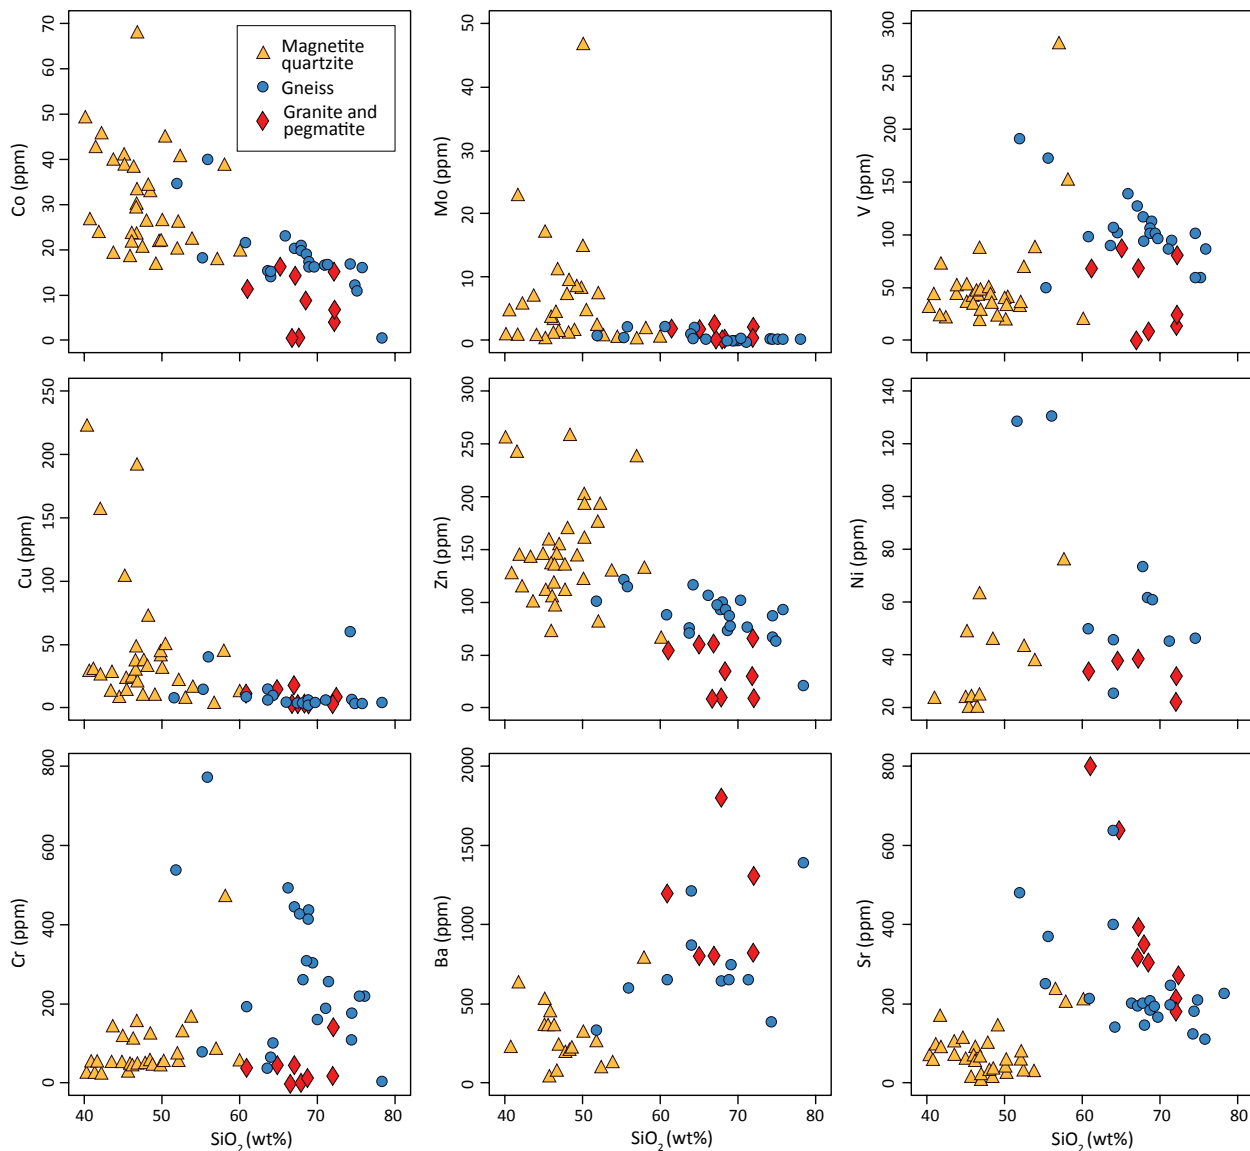 Co (ppm)
70
60
50
40
30
20
10
0
Magnetite
quartzite
Gneiss
Granite and
pegmatite
Mo (ppm)
50
40
30
20
10
0
V (ppm)
300
250
200
150
100
50
0
Cu (ppm)
250
200
150
100
50
0
Zn (ppm)
300
250
200
150
100
50
0
Ni (ppm)
140
120
100
80
60
40
20
Cr (ppm)
800
600
400
200
0
40 50 60 70 80
SiO2 (wt%)
Ba (ppm)
2000
1500
1000
500
0
40 50 60 70 80
SiO2 (wt%)
Sr (ppm)
800
600
400
200
0
40 50 60 70 80
SiO2 (wt%)